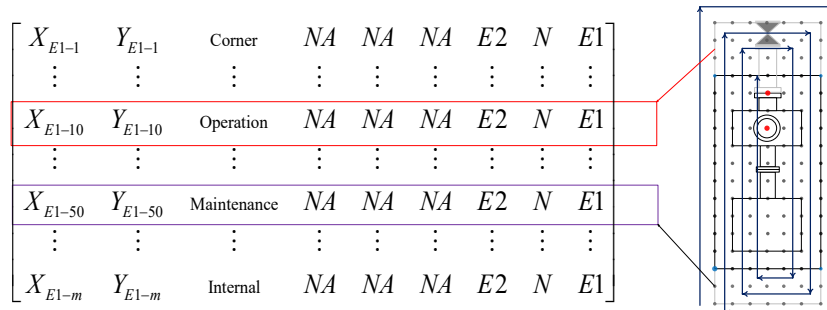 X_{E1-1} Y_{E1-1} Corner NA NA NA E2 N E1
⋮ ⋮ ⋮ ⋮ ⋮ ⋮ ⋮ ⋮ ⋮
X_{E1-10} Y_{E1-10} Operation NA NA NA E2 N E1
⋮ ⋮ ⋮ ⋮ ⋮ ⋮ ⋮ ⋮ ⋮
X_{E1-50} Y_{E1-50} Maintenance NA NA NA E2 N E1
⋮ ⋮ ⋮ ⋮ ⋮ ⋮ ⋮ ⋮ ⋮
X_{E1-m} Y_{E1-m} Internal NA NA NA E2 N E1